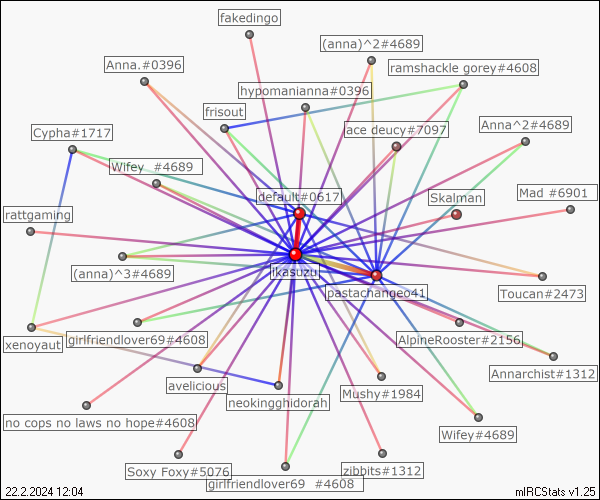 fakedingo
(anna)^2#4689
Anna.#0396
ramshackle gorey#4608
hypomanianna#0396
frisout
ace deucy#7097
Anna^2#4689
Cypha#1717
Wifey  #4689
default#0617
Skalman
Mad #6901
rattgaming
(anna)^3#4689
ikasuzu
pastachangeo41
Toucan#2473
xenoyaut
girlfriendlover69#4608
AlpineRooster#2156
Annarchist#1312
avelicious
neokingghidorah
Mushy#1984
no cops no laws no hope#4608
Wifey#4689
Soxy Foxy#5076
girlfriendlover69  #4608
zibbits#1312
22.2.2024 12:04
mIRCStats v1.25